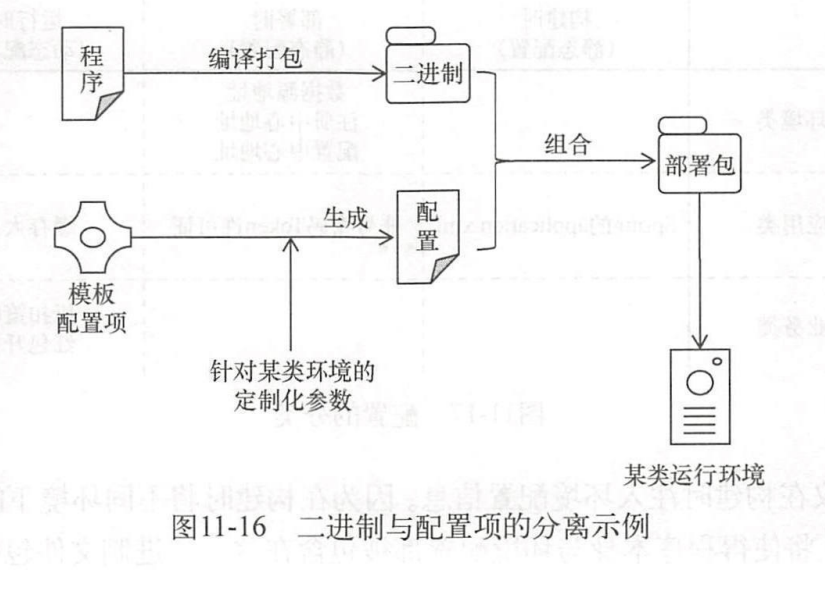 程
序
编译打包
二进制
组合
部署包
生成
配
置
模板
配置项
针对某类环境的
定制化参数
某类运行环境
图11-16 二进制与配置项的分离示例